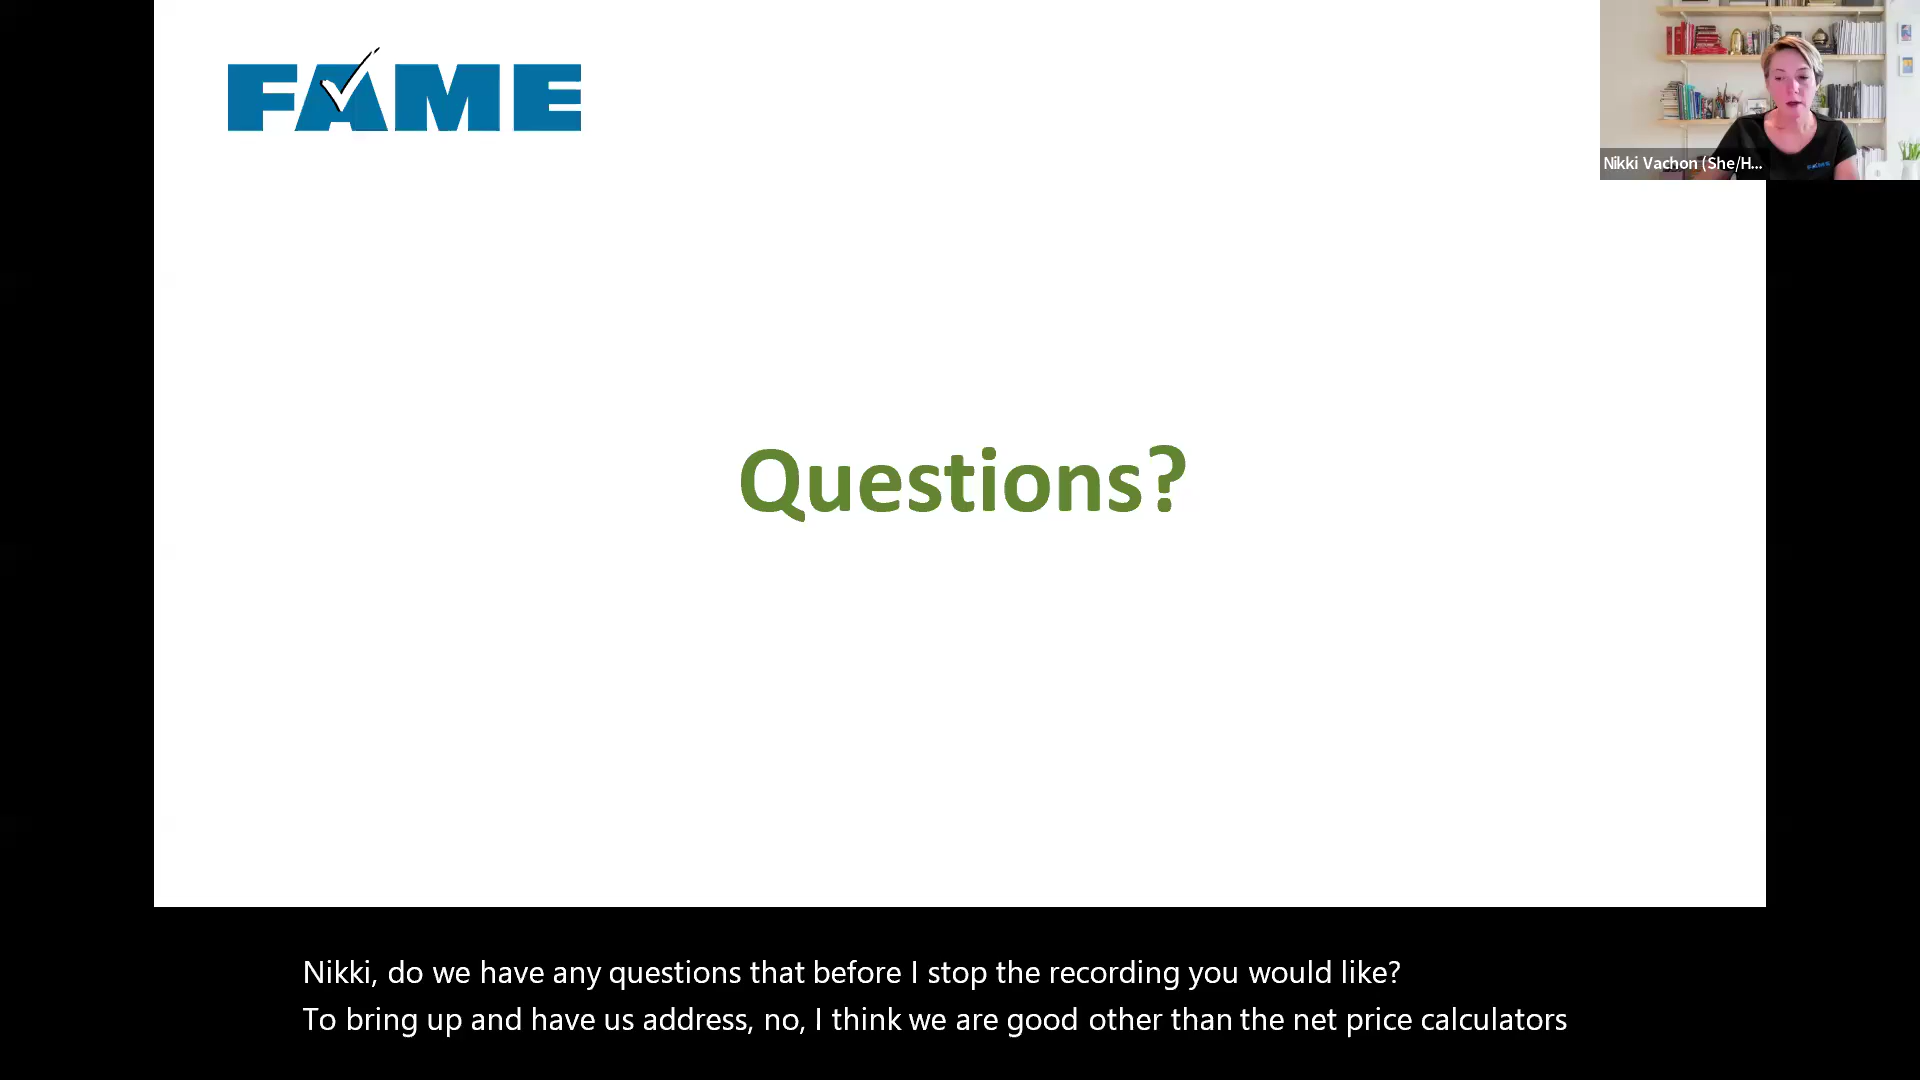 FAME
Nikki Vachon (She/H...
Questions?
Nikki, do we have any questions that before I stop the recording you would like?
To bring up and have us address, no, I think we are good other than the net price calculators